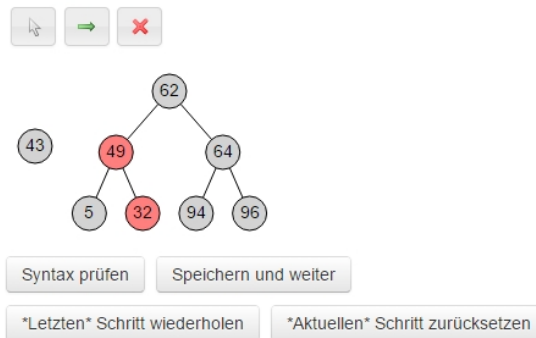 62
43
49
64
5
32
94
96
Syntax prüfen
Speichern und weiter
*Letzten* Schritt wiederholen
*Aktuellen* Schritt zurücksetzen